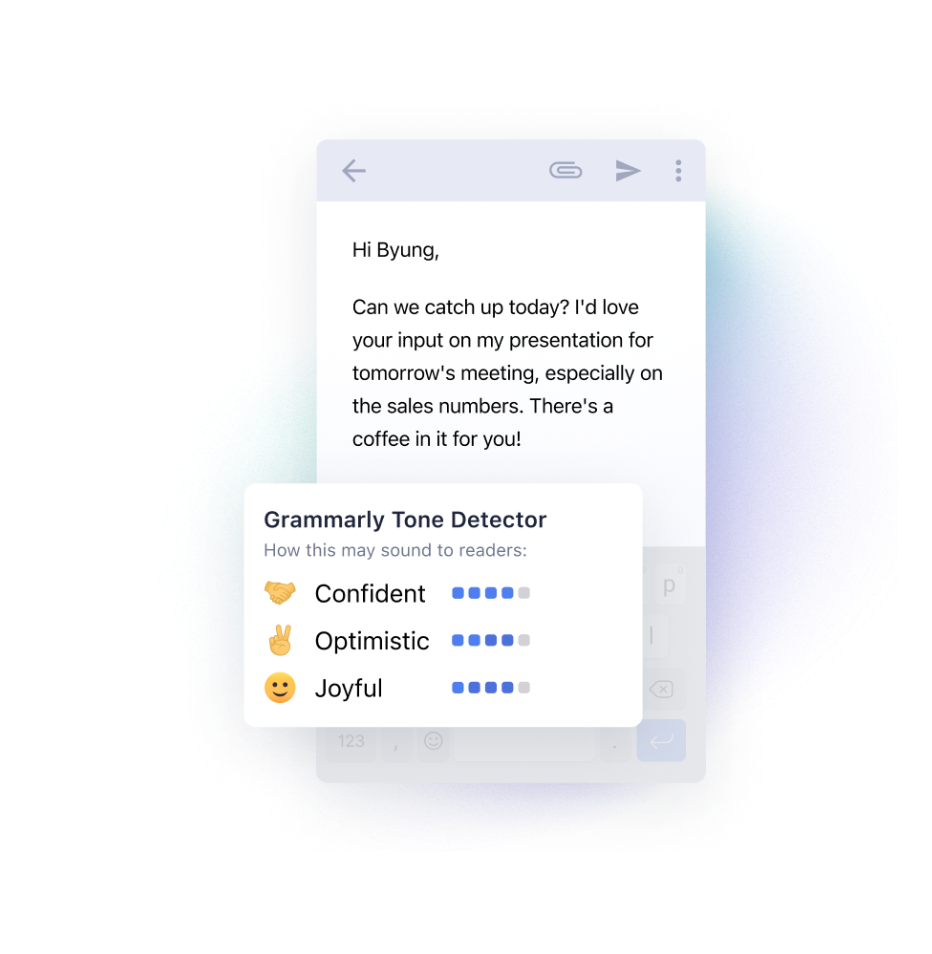 Hi Byung,
Can we catch up today? I'd love
your input on my presentation for
tomorrow's meeting, especially on
the sales numbers. There's a
coffee in it for you!
Grammarly Tone Detector
How this may sound to readers:
Confident
Optimistic
Joyful
p
l
123 , .